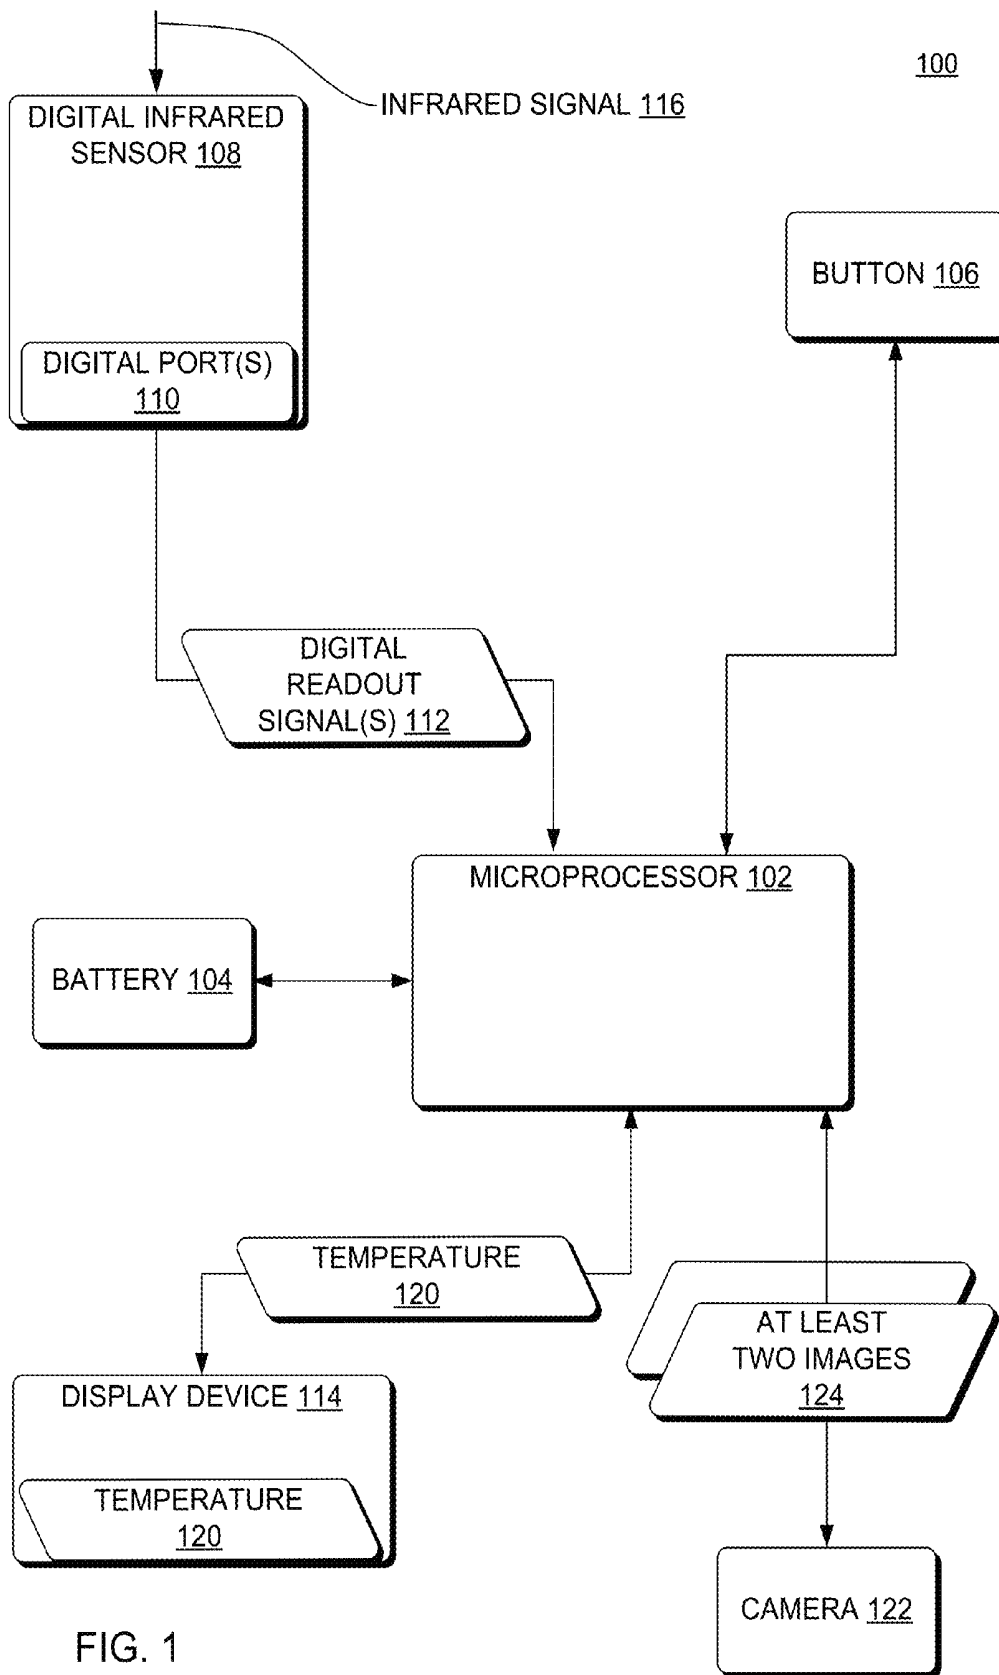 100
INFRARED SIGNAL 116
DIGITAL INFRARED
SENSOR 108
DIGITAL PORT(S)
110
BUTTON 106
DIGITAL
READOUT
SIGNAL(S) 112
MICROPROCESSOR 102
BATTERY 104
TEMPERATURE
120
AT LEAST
TWO IMAGES
124
DISPLAY DEVICE 114
TEMPERATURE
120
CAMERA 122
FIG. 1